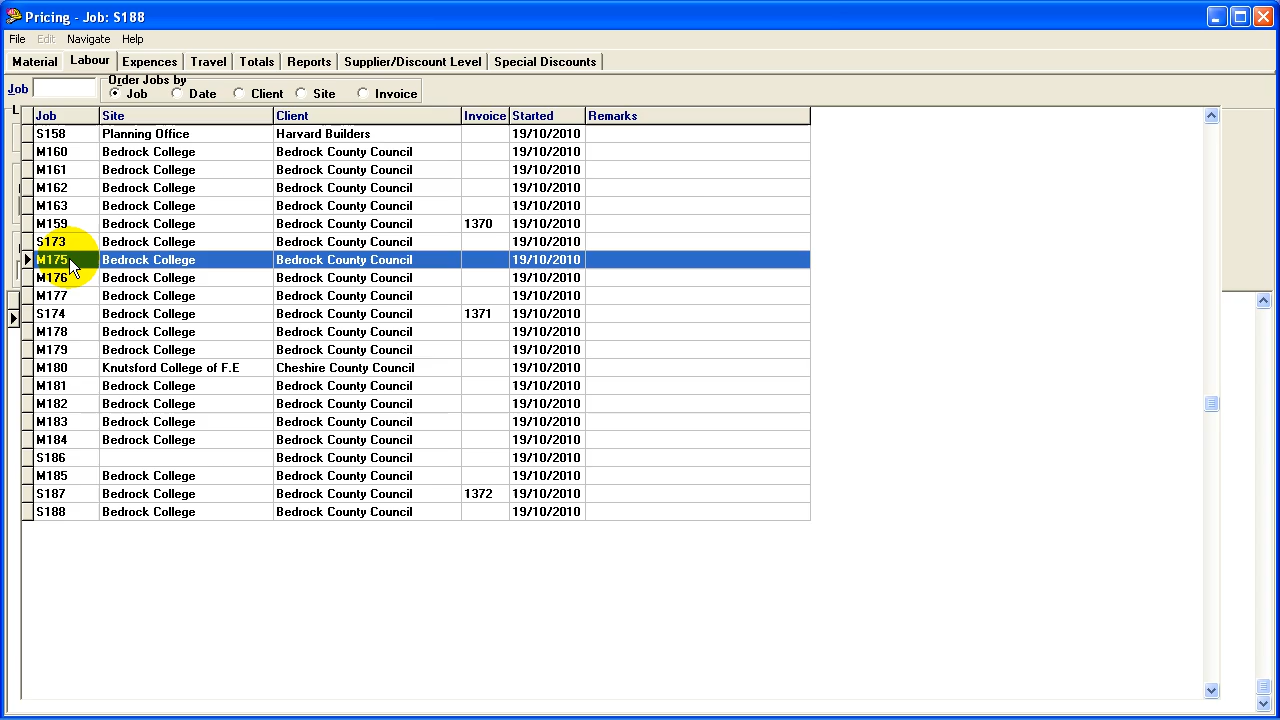 Pricing - Job: S188
File Edit Navigate Help
Material Labour Expences Travel Totals Reports Supplier/Discount Level Special Discounts
Job
Order Jobs by
Job Date Client Site Invoice
Job Site Client Invoice Started Remarks
S158 Planning Office Harvard Builders 19/10/2010
M160 Bedrock College Bedrock County Council 19/10/2010
M161 Bedrock College Bedrock County Council 19/10/2010
M162 Bedrock College Bedrock County Council 19/10/2010
M163 Bedrock College Bedrock County Council 19/10/2010
M159 Bedrock College Bedrock County Council 1370 19/10/2010
S173 Bedrock College Bedrock County Council 19/10/2010
M175 Bedrock College Bedrock County Council 19/10/2010
M176 Bedrock College Bedrock County Council 19/10/2010
M177 Bedrock College Bedrock County Council 19/10/2010
S174 Bedrock College Bedrock County Council 1371 19/10/2010
M178 Bedrock College Bedrock County Council 19/10/2010
M179 Bedrock College Bedrock County Council 19/10/2010
M180 Knutsford College of F.E Cheshire County Council 19/10/2010
M181 Bedrock College Bedrock County Council 19/10/2010
M182 Bedrock College Bedrock County Council 19/10/2010
M183 Bedrock College Bedrock County Council 19/10/2010
M184 Bedrock College Bedrock County Council 19/10/2010
S186 Bedrock County Council 19/10/2010
M185 Bedrock College Bedrock County Council 19/10/2010
S187 Bedrock College Bedrock County Council 1372 19/10/2010
S188 Bedrock College Bedrock County Council 19/10/2010